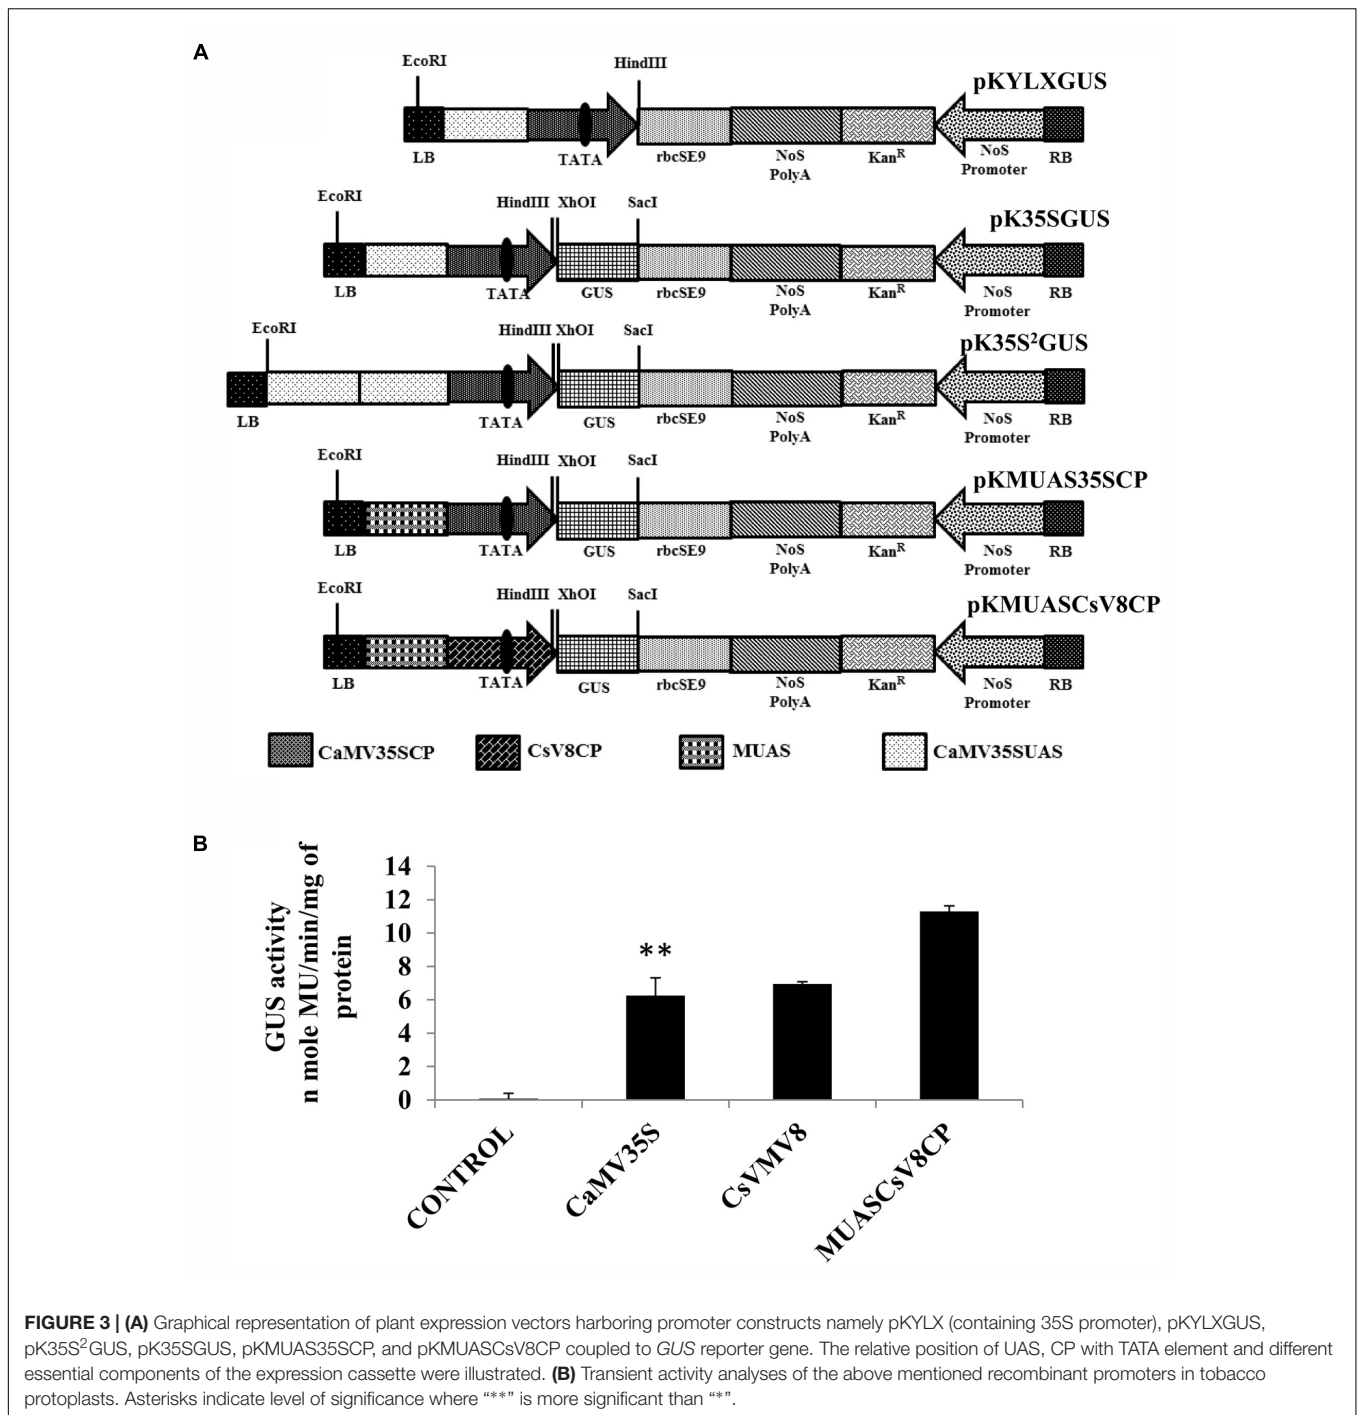 A
EcoRI
HindIII
pKYLXGUS
LB
TATA
rbcSE9
NoS
PolyA
Kanᴿ
NoS
Promoter
RB
EcoRI
HindIII
XhOI
SacI
pK35SGUS
LB
TATA
GUS
rbcSE9
NoS
PolyA
Kanᴿ
NoS
Promoter
RB
EcoRI
HindIII
XhOI
SacI
pK35S²GUS
LB
TATA
GUS
rbcSE9
NoS
PolyA
Kanᴿ
NoS
Promoter
RB
EcoRI
HindIII
XhOI
SacI
pKMUAS35SCP
LB
TATA
GUS
rbcSE9
NoS
PolyA
Kanᴿ
NoS
Promoter
RB
EcoRI
HindIII
XhOI
SacI
pKMUASCsV8CP
LB
TATA
GUS
rbcSE9
NoS
PolyA
Kanᴿ
NoS
Promoter
RB
CaMV35SCP
CsV8CP
MUAS
CaMV35SUAS
B
GUS activity
n mole MU/min/mg of
protein
14
12
10
8
6
4
2
0
**
CONTROL
CaMV35S
CsVMV8
MUASCsV8CP
FIGURE 3 | (A) Graphical representation of plant expression vectors harboring promoter constructs namely pKYLX (containing 35S promoter), pKYLXGUS,
pK35S²GUS, pK35SGUS, pKMUAS35SCP, and pKMUASCsV8CP coupled to GUS reporter gene. The relative position of UAS, CP with TATA element and different
essential components of the expression cassette were illustrated. (B) Transient activity analyses of the above mentioned recombinant promoters in tobacco
protoplasts. Asterisks indicate level of significance where “**” is more significant than “*”.